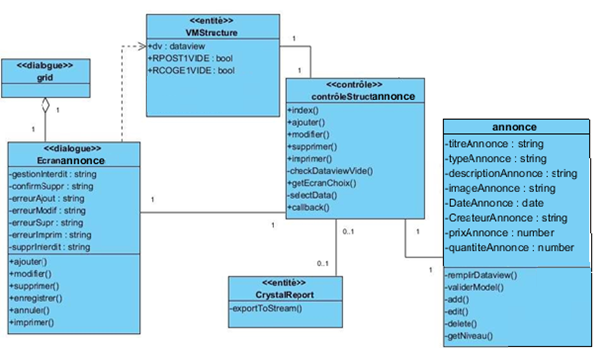 <<entité>>
VMStructure
+dv : dataview
+RPOST1VIDE : bool
+RCOGE1VIDE : bool
1
<<dialogue>>
grid
1
1
<<dialogue>>
Ecranannonce
-gestionInterdit : string
-confirmSuppr : string
-erreurAjout : string
-erreurModif : string
-erreurSupr : string
-erreurImprim : string
-supprInterdit : string
+ajouter()
+modifier()
+supprimer()
+enregistrer()
+annuler()
+imprimer()
1
1
<<contrôle>>
contrôleStructannonce
+index()
+ajouter()
+modifier()
+supprimer()
+imprimer()
-checkDataviewVide()
+getEcranChoix()
-selectData()
+callback()
1
0..1
0..1
<<entité>>
CrystalReport
-exportToStream()
1
1
annonce
-titreAnnonce : string
-typeAnnonce : string
-descriptionAnnonce : string
-imageAnnonce : string
-DateAnnonce : date
-CreateurAnnonce : string
-prixAnnonce : number
-quantiteAnnonce : number
-remplirDataview()
-validerModel()
-add()
-edit()
-delete()
-getNiveau()